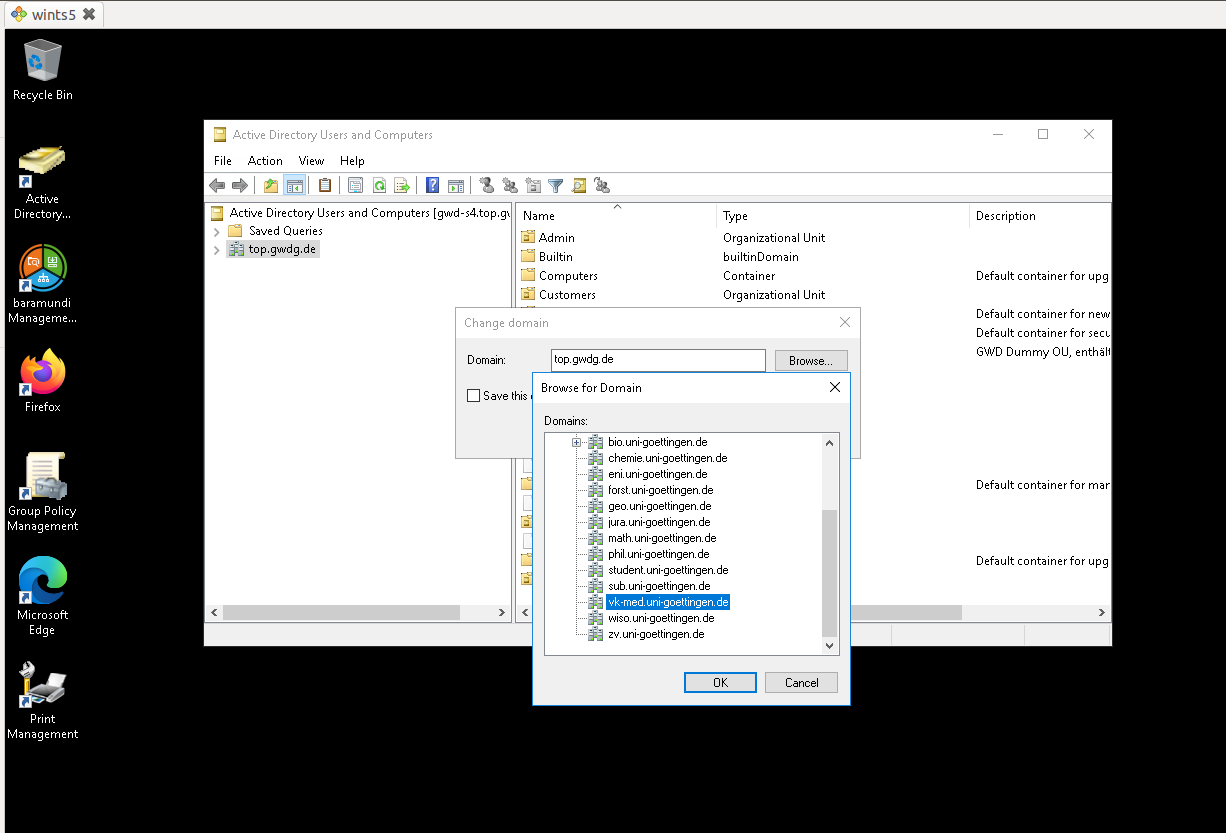 wints5
Recycle Bin
Active
Directory...
baramundi
Manageme...
Firefox
Group Policy
Management
Microsoft
Edge
Print
Management
Active Directory Users and Computers
File Action View Help
Active Directory Users and Computers [gwd-s4.top.gv
Saved Queries
top.gwdg.de
Name Type Description
Admin Organizational Unit
Builtin builtinDomain
Computers Container Default container for upg
Customers Organizational Unit
Default container for new
Default container for secu
GWD Dummy OU, enthält
Default container for mar
Default container for upg
Change domain
Domain: top.gwdg.de Browse...
Save this
Browse for Domain
Domains:
bio.uni-goettingen.de
chemie.uni-goettingen.de
eni.uni-goettingen.de
forst.uni-goettingen.de
geo.uni-goettingen.de
jura.uni-goettingen.de
math.uni-goettingen.de
phil.uni-goettingen.de
student.uni-goettingen.de
sub.uni-goettingen.de
vk-med.uni-goettingen.de
wiso.uni-goettingen.de
zv.uni-goettingen.de
OK Cancel